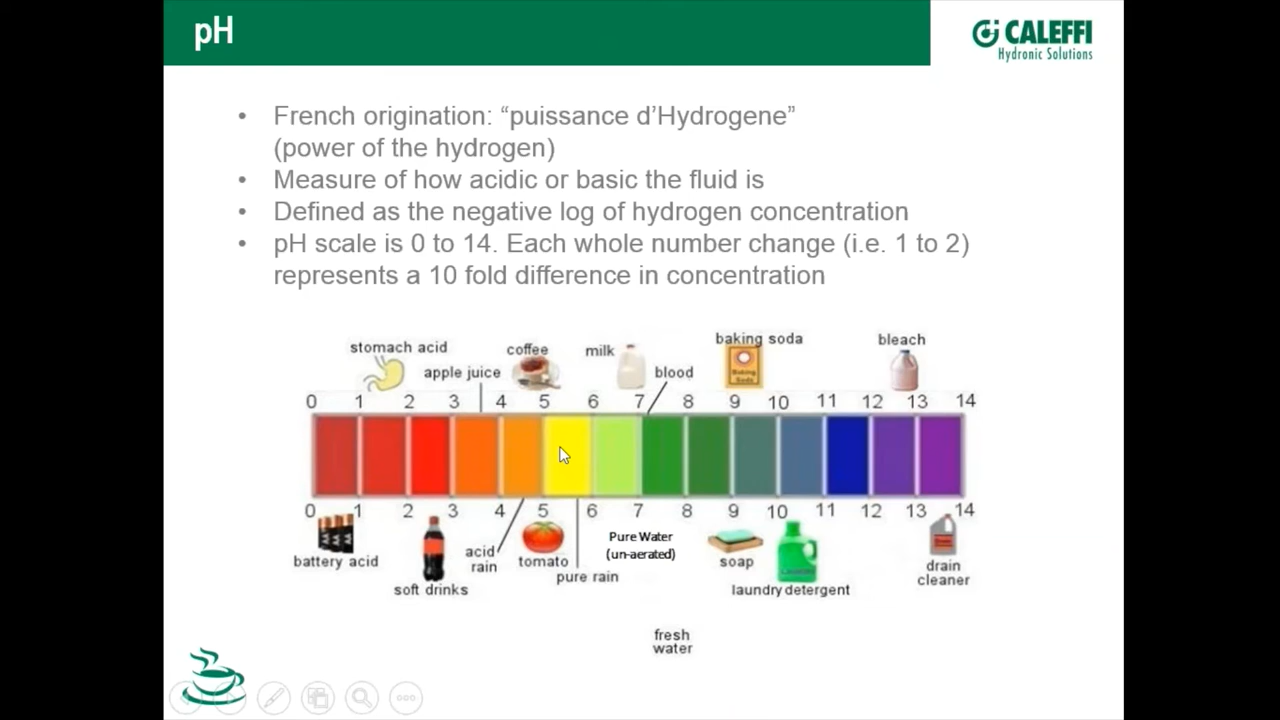 pH
CALEFFI
Hydronic Solutions
• French origination: “puissance d’Hydrogene”
(power of the hydrogen)
• Measure of how acidic or basic the fluid is
• Defined as the negative log of hydrogen concentration
• pH scale is 0 to 14. Each whole number change (i.e. 1 to 2)
represents a 10 fold difference in concentration
stomach acid
apple juice
coffee
milk
blood
baking soda
bleach
0 1 2 3 4 5 6 7 8 9 10 11 12 13 14
0 1 2 3 4 5 6 7 8 9 10 11 12 13 14
battery acid
soft drinks
acid
rain
tomato
pure rain
Pure Water
(un-aerated)
soap
laundry detergent
drain
cleaner
fresh
water